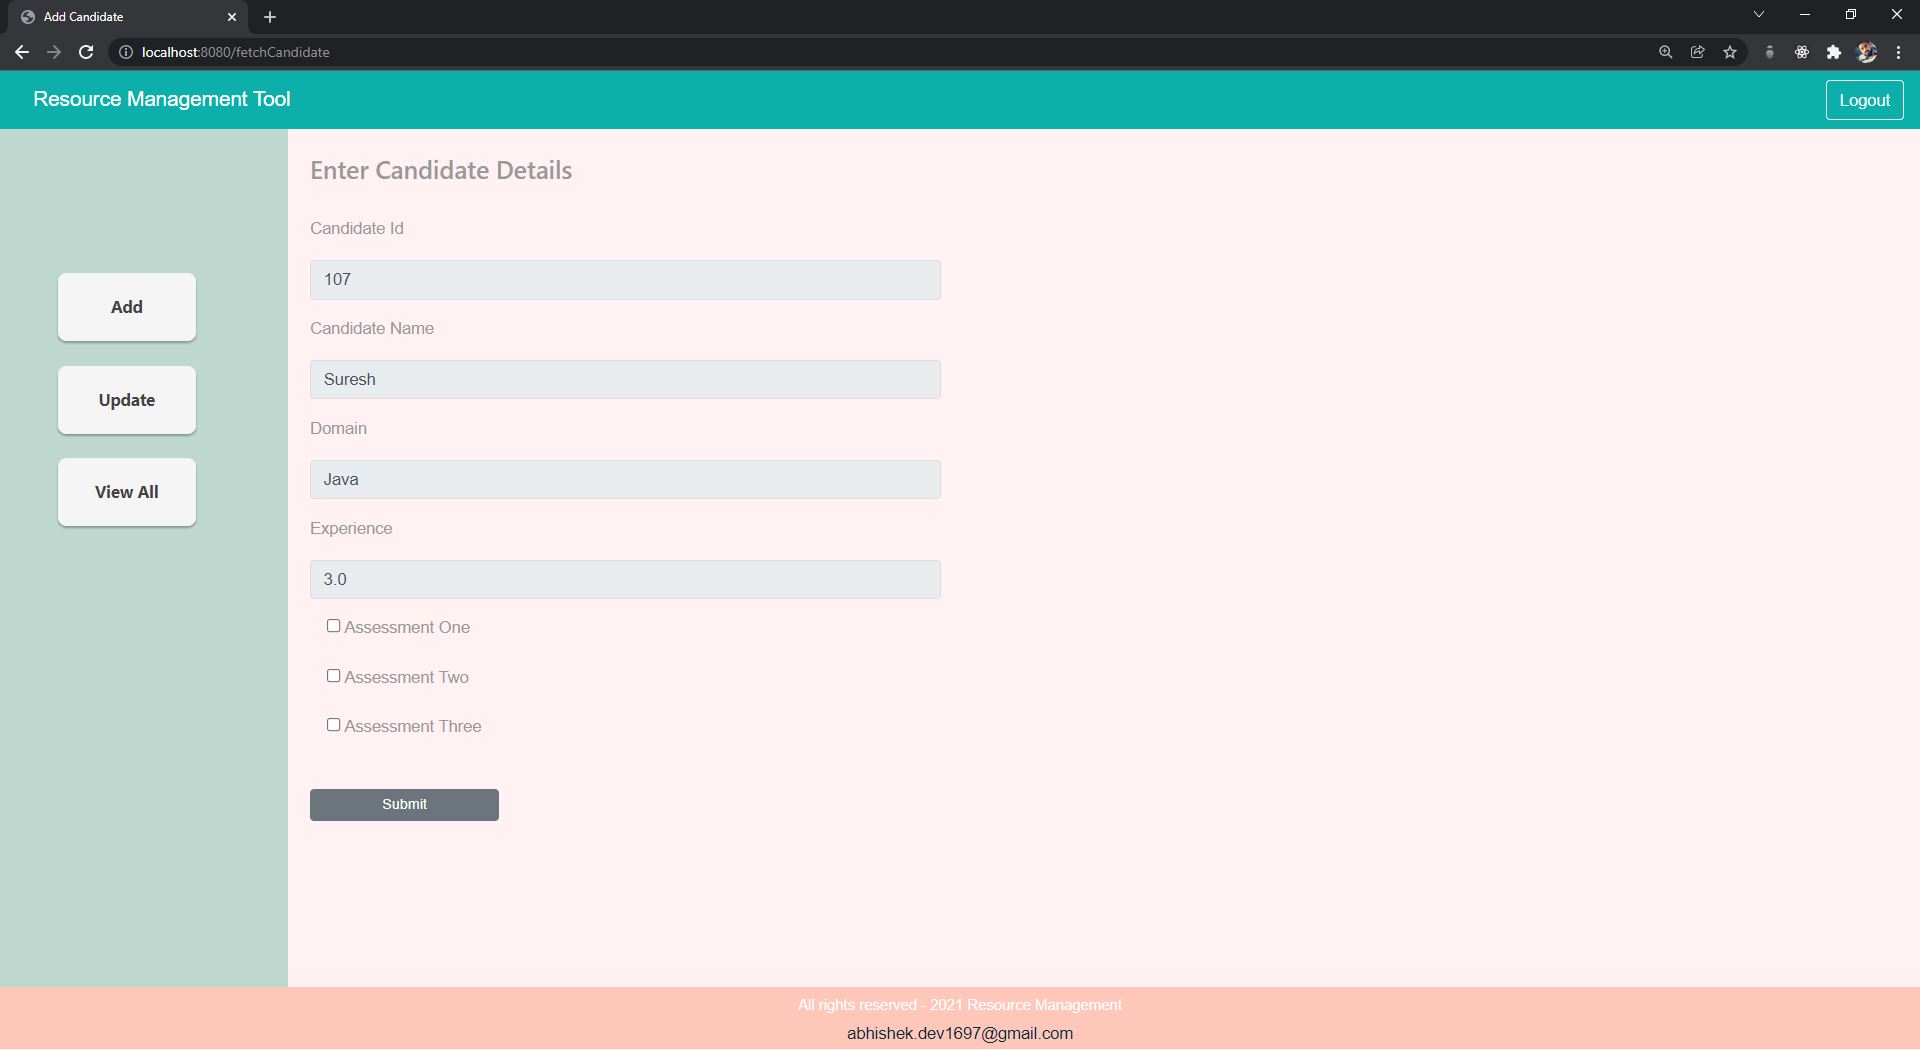 Add Candidate
localhost:8080/fetchCandidate
Resource Management Tool
Logout
Add
Update
View All
Enter Candidate Details
Candidate Id
107
Candidate Name
Suresh
Domain
Java
Experience
3.0
Assessment One
Assessment Two
Assessment Three
Submit
All rights reserved - 2021 Resource Management
abhishek.dev1697@gmail.com